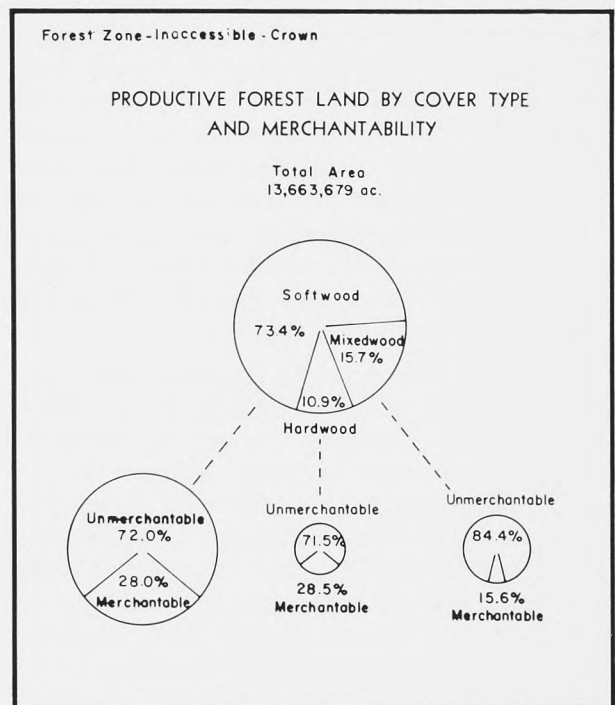 Forest Zone-Inaccessible-Crown
PRODUCTIVE FOREST LAND BY COVER TYPE
AND MERCHANTABILITY
Total Area
13,663,679 ac.
Softwood
73.4%
Mixedwood
15.7%
10.9%
Hardwood
Unmerchantable
72.0%
28.0%
Merchantable
Unmerchantable
71.5%
28.5%
Merchantable
Unmerchantable
84.4%
15.6%
Merchantable